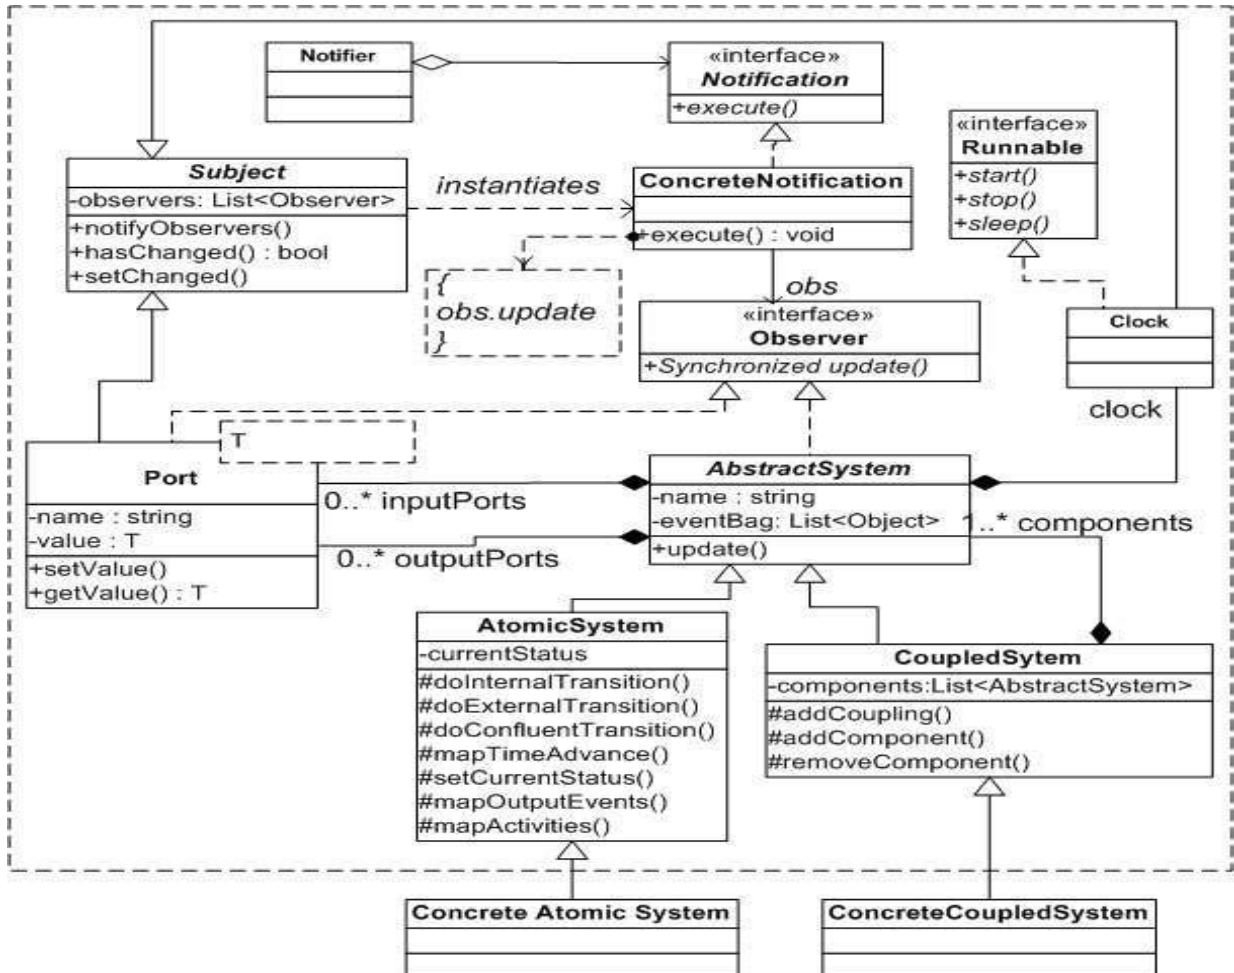 Notifier
«interface»
Notification
+execute()
«interface»
Runnable
+start()
+stop()
+sleep()
Subject
-observers: List<Observer>
+notifyObservers()
+hasChanged() : bool
+setChanged()
instantiates
ConcreteNotification
+execute() : void
{
obs.update
}
obs
«interface»
Observer
+Synchronized update()
Clock
clock
T
Port
-name : string
-value : T
+setValue()
+getValue() : T
0..* inputPorts
0..* outputPorts
AbstractSystem
-name : string
-eventBag: List<Object>
+update()
1..* components
AtomicSystem
-currentStatus
#doInternalTransition()
#doExternalTransition()
#doConfluentTransition()
#mapTimeAdvance()
#setCurrentStatus()
#mapOutputEvents()
#mapActivities()
CoupledSytem
-components:List<AbstractSystem>
#addCoupling()
#addComponent()
#removeComponent()
Concrete Atomic System
ConcreteCoupledSystem